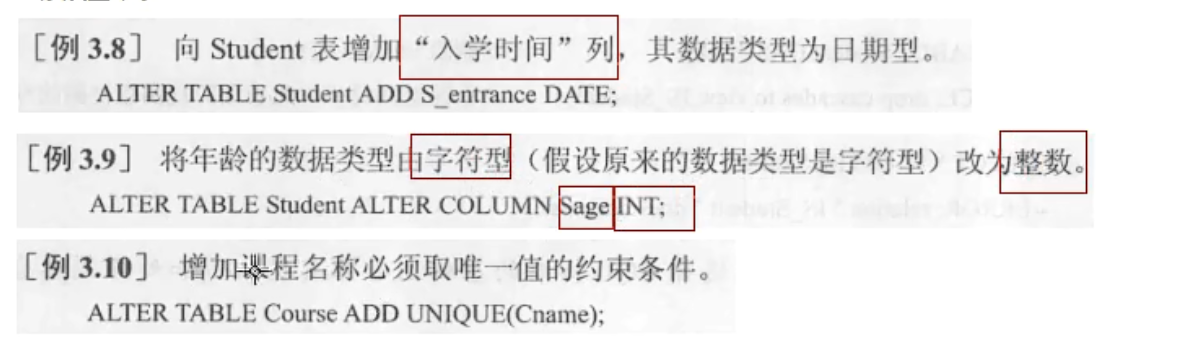 ［例 3.8］ 向 Student 表增加“入学时间”列，其数据类型为日期型。
ALTER TABLE Student ADD S_entrance DATE;
［例 3.9］ 将年龄的数据类型由字符型（假设原来的数据类型是字符型）改为整数。
ALTER TABLE Student ALTER COLUMN Sage INT;
［例 3.10］ 增加课程名称必须取唯一值的约束条件。
ALTER TABLE Course ADD UNIQUE(Cname);